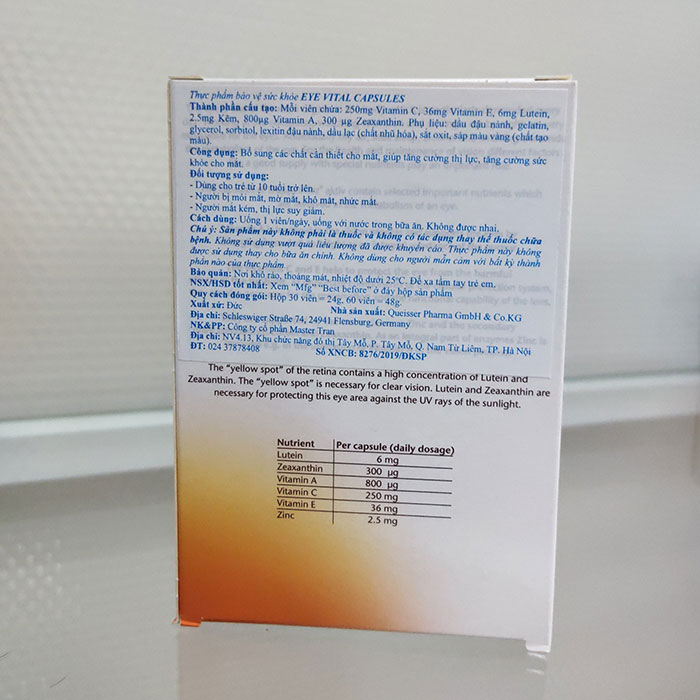 Thực phẩm bảo vệ sức khỏe EYE VITAL CAPSULES
Thành phần cấu tạo: Mỗi viên chứa: 250mg Vitamin C, 36mg Vitamin E, 6mg Lutein,
2.5mg Kẽm, 800µg Vitamin A, 300 µg Zeaxanthin. Phụ liệu: dầu đậu nành, gelatin,
glycerol, sorbitol, lexitin đậu nành, dầu lạc (chất nhũ hóa), sắt oxit, sáp màu vàng (chất tạo
màu).
Công dụng: Bổ sung các chất cần thiết cho mắt, giúp tăng cường thị lực, tăng cường sức
khỏe cho mắt.
Đối tượng sử dụng:
- Dùng cho trẻ từ 10 tuổi trở lên.
- Người bị mỏi mắt, mờ mắt, khô mắt, nhức mắt.
- Người mắt kém, thị lực suy giảm.
Cách dùng: Uống 1 viên/ngày, uống với nước trong bữa ăn. Không được nhai.
Chú ý: Sản phẩm này không phải là thuốc và không có tác dụng thay thế thuốc chữa
bệnh. Không sử dụng vượt quá liều lượng đã được khuyến cáo. Thực phẩm này không
được sử dụng thay cho bữa ăn chính. Không dùng cho người mẫn cảm với bất kỳ thành
phần nào của thực phẩm
Bảo quản: Nơi khô ráo, thoáng mát, nhiệt độ dưới 25°C. Để xa tầm tay trẻ em.
NSX/HSD tốt nhất: Xem “Mfg” “Best before” ở đáy hộp sản phẩm
Quy cách đóng gói: Hộp 30 viên = 24g, 60 viên = 48g.
Xuất xứ: Đức Nhà sản xuất: Queisser Pharma GmbH & Co.KG
Địa chỉ: Schleswiger Straße 74, 24941 Flensburg, Germany
NK&PP: Công ty cổ phần Master Tran
Địa chỉ: NV4.13, Khu chức năng đô thị Tây Mỗ, P. Tây Mỗ, Q. Nam Từ Liêm, TP. Hà Nội
ĐT: 024 37878408 Số XNCB: 8276/2019/ĐKSP
The “yellow spot” of the retina contains a high concentration of Lutein and
Zeaxanthin. The “yellow spot” is necessary for clear vision. Lutein and Zeaxanthin are
necessary for protecting this eye area against the UV rays of the sunlight.
Nutrient Per capsule (daily dosage)
Lutein 6 mg
Zeaxanthin 300 µg
Vitamin A 800 µg
Vitamin C 250 mg
Vitamin E 36 mg
Zinc 2.5 mg